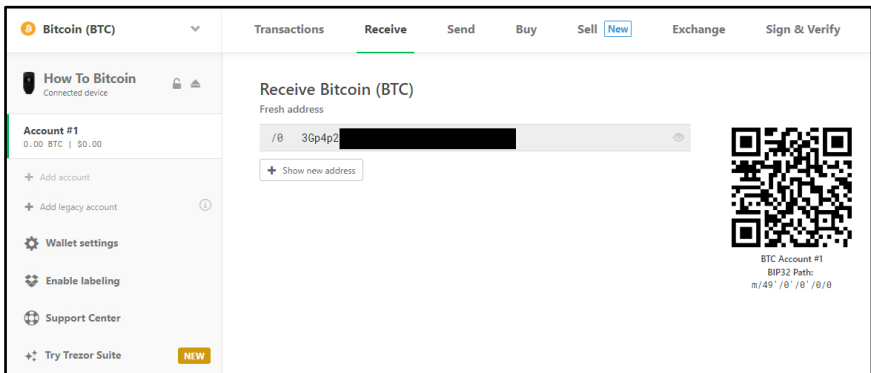 Bitcoin (BTC)
Transactions Receive Send Buy Sell New Exchange Sign & Verify
How To Bitcoin
Connected device
Account #1
0.00 BTC | $0.00
+ Add account
+ Add legacy account
Wallet settings
Enable labeling
Support Center
Try Trezor Suite NEW
Receive Bitcoin (BTC)
Fresh address
/0 3Gp4p2
+ Show new address
BTC Account #1
BIP32 Path:
m/49'/0'/0'/0/0